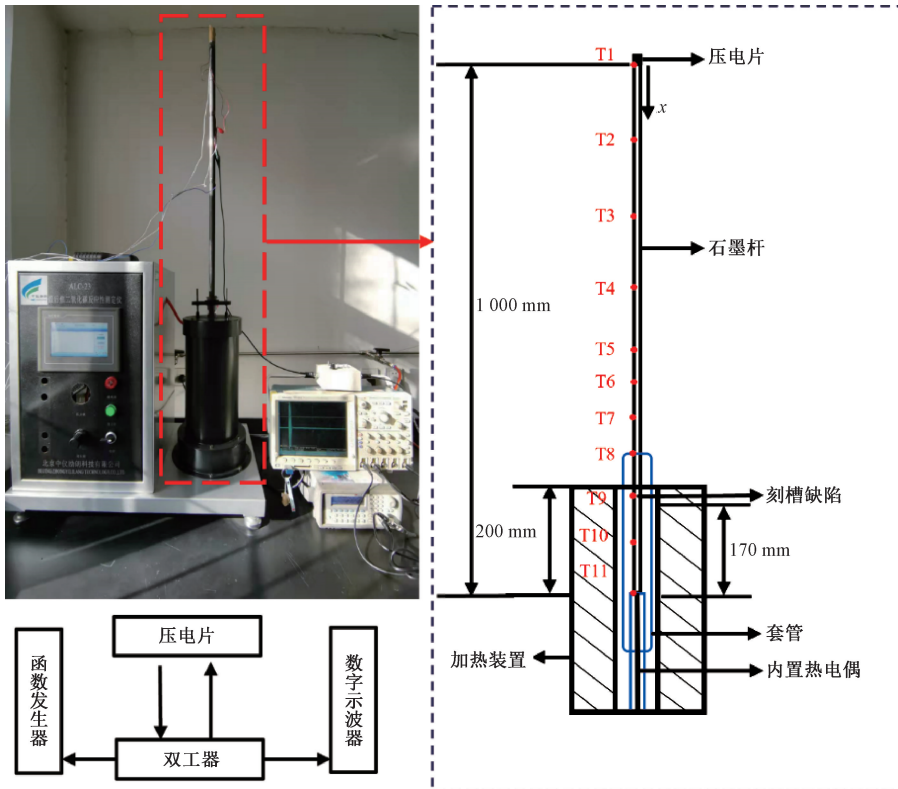 ALC-23
压电片
函数发生器
数字示波器
双工器
T1
压电片
x
T2
T3
石墨杆
T4
1 000 mm
T5
T6
T7
T8
T9
刻槽缺陷
200 mm
T10
170 mm
T11
套管
加热装置
内置热电偶